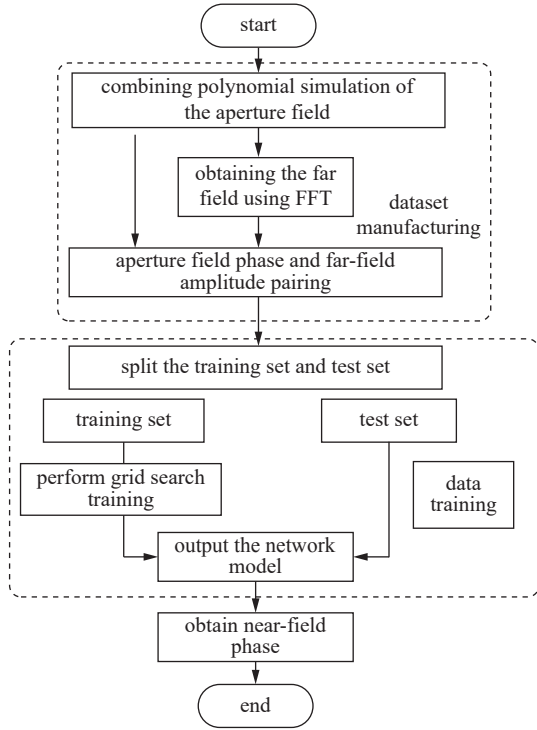 start
combining polynomial simulation of
the aperture field
obtaining the far
field using FFT
dataset
manufacturing
aperture field phase and far-field
amplitude pairing
split the training set and test set
training set
test set
perform grid search
training
data
training
output the network
model
obtain near-field
phase
end